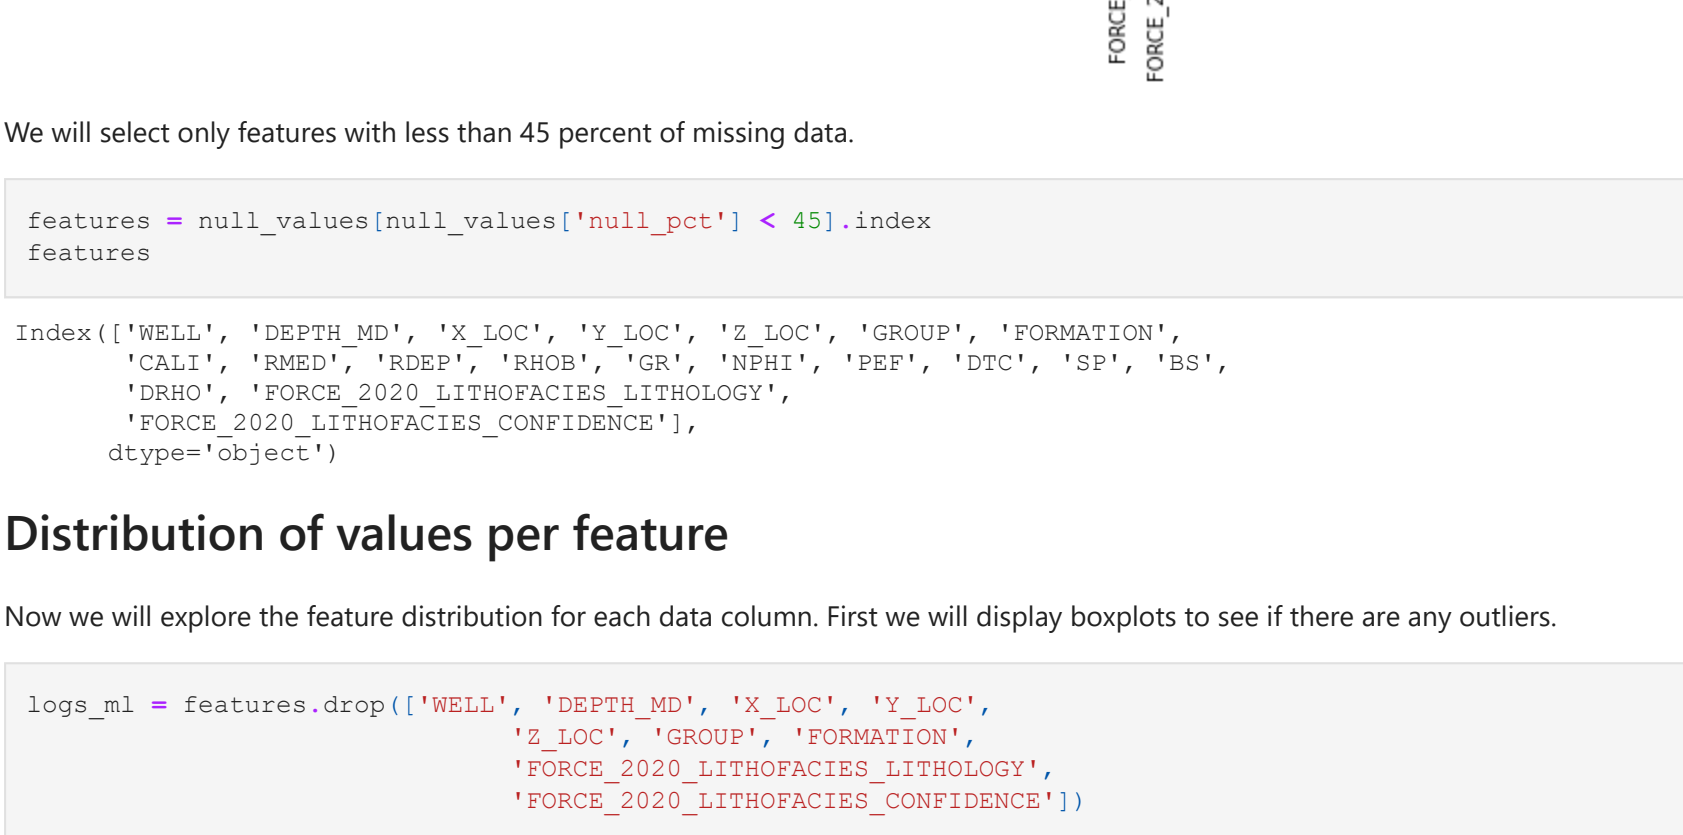 FORCE
FORCE_2
We will select only features with less than 45 percent of missing data.
features = null_values[null_values['null_pct'] < 45].index
features
Index(['WELL', 'DEPTH_MD', 'X_LOC', 'Y_LOC', 'Z_LOC', 'GROUP', 'FORMATION',
'CALI', 'RMED', 'RDEP', 'RHOB', 'GR', 'NPHI', 'PEF', 'DTC', 'SP', 'BS',
'DRHO', 'FORCE_2020_LITHOFACIES_LITHOLOGY',
'FORCE_2020_LITHOFACIES_CONFIDENCE'],
dtype='object')
Distribution of values per feature
Now we will explore the feature distribution for each data column. First we will display boxplots to see if there are any outliers.
logs_ml = features.drop(['WELL', 'DEPTH_MD', 'X_LOC', 'Y_LOC',
'Z_LOC', 'GROUP', 'FORMATION',
'FORCE_2020_LITHOFACIES_LITHOLOGY',
'FORCE_2020_LITHOFACIES_CONFIDENCE'])